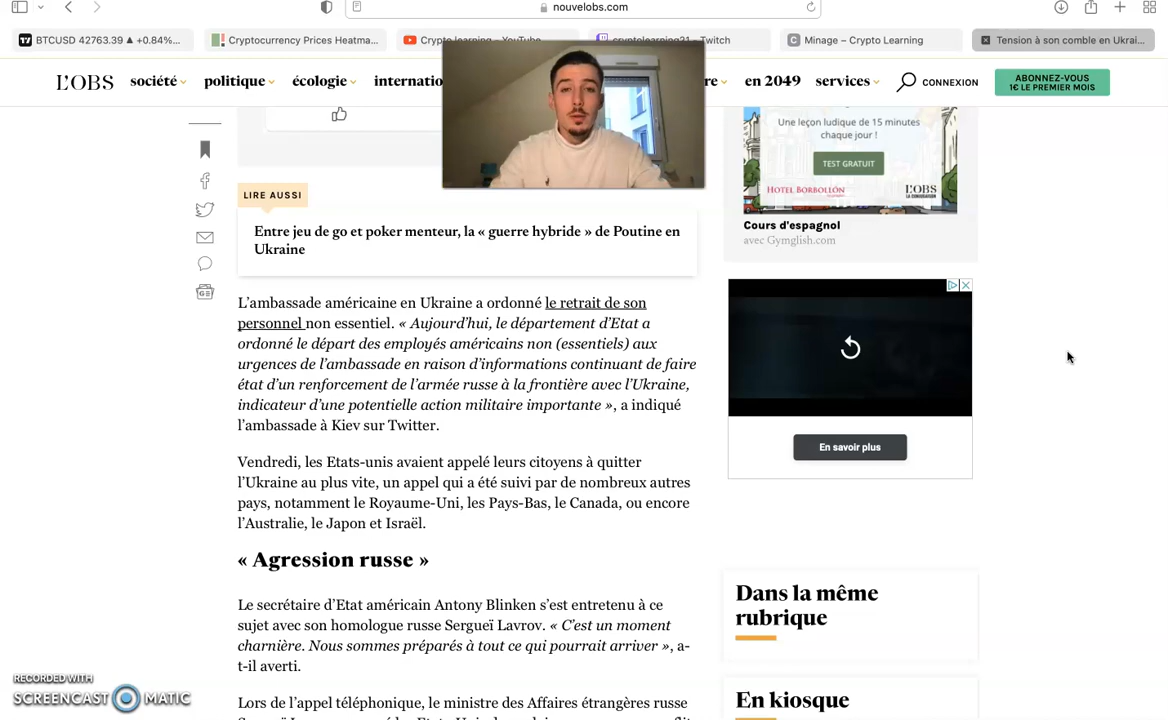 nouvelobs.com
BTCUSD 42763.39 ▲ +0.84%...
Cryptocurrency Prices Heatma...
Crypto learning - YouTube
cryptolearning21 - Twitch
Minage – Crypto Learning
Tension à son comble en Ukrai...
L'OBS
société
politique
écologie
internatio
re
en 2049
services
CONNEXION
ABONNEZ-VOUS
1€ LE PREMIER MOIS
LIRE AUSSI
Entre jeu de go et poker menteur, la « guerre hybride » de Poutine en
Ukraine
L’ambassade américaine en Ukraine a ordonné le retrait de son
personnel non essentiel. « Aujourd’hui, le département d’Etat a
ordonné le départ des employés américains non (essentiels) aux
urgences de l’ambassade en raison d’informations continuant de faire
état d’un renforcement de l’armée russe à la frontière avec l’Ukraine,
indicateur d’une potentielle action militaire importante », a indiqué
l’ambassade à Kiev sur Twitter.
Vendredi, les Etats-unis avaient appelé leurs citoyens à quitter
l’Ukraine au plus vite, un appel qui a été suivi par de nombreux autres
pays, notamment le Royaume-Uni, les Pays-Bas, le Canada, ou encore
l’Australie, le Japon et Israël.
« Agression russe »
Le secrétaire d’Etat américain Antony Blinken s’est entretenu à ce
sujet avec son homologue russe Sergueï Lavrov. « C’est un moment
charnière. Nous sommes préparés à tout ce qui pourrait arriver », a-
t-il averti.
Lors de l’appel téléphonique, le ministre des Affaires étrangères russe
Une leçon ludique de 15 minutes
chaque jour !
TEST GRATUIT
HOTEL BORBOLLÓN
L'OBS
Cours d'espagnol
avec Gymglish.com
En savoir plus
Dans la même
rubrique
En kiosque
RECORDED WITH
SCREENCAST MATIC